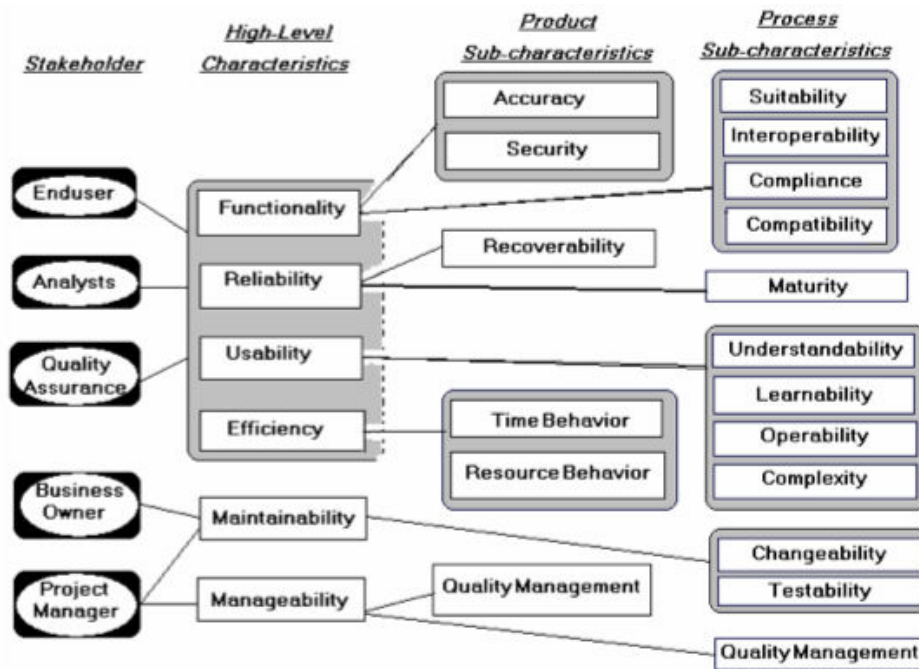 Stakeholder
High-Level
Characteristics
Product
Sub-characteristics
Process
Sub-characteristics
Enduser
Analysts
Quality
Assurance
Business
Owner
Project
Manager
Functionality
Reliability
Usability
Efficiency
Maintainability
Manageability
Accuracy
Security
Recoverability
Time Behavior
Resource Behavior
Quality Management
Suitability
Interoperability
Compliance
Compatibility
Maturity
Understandability
Learnability
Operability
Complexity
Changeability
Testability
Quality Management